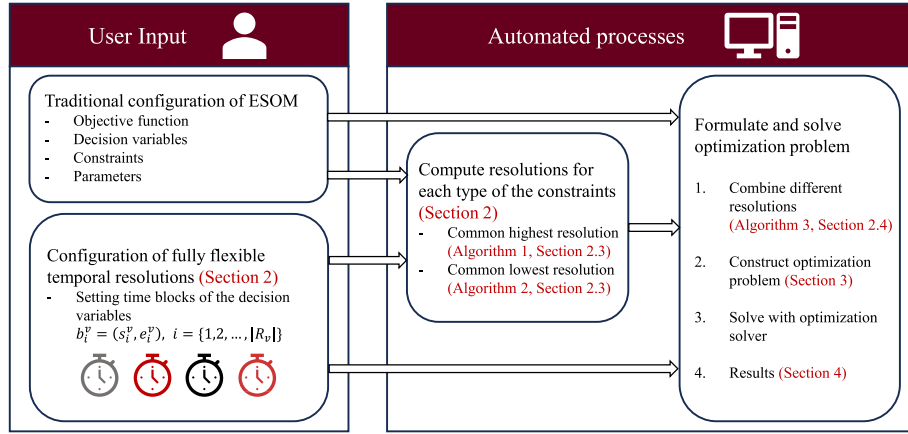 User Input
Traditional configuration of ESOM
- Objective function
- Decision variables
- Constraints
- Parameters
Configuration of fully flexible
temporal resolutions (Section 2)
- Setting time blocks of the decision
variables
$b_i^v = (s_i^v, e_i^v),\ i = \{1,2,\ldots,|R_v|\}$
Automated processes
Compute resolutions for
each type of the constraints
(Section 2)
- Common highest resolution
(Algorithm 1, Section 2.3)
- Common lowest resolution
(Algorithm 2, Section 2.3)
Formulate and solve
optimization problem
1. Combine different
resolutions
(Algorithm 3, Section 2.4)
2. Construct optimization
problem (Section 3)
3. Solve with optimization
solver
4. Results (Section 4)